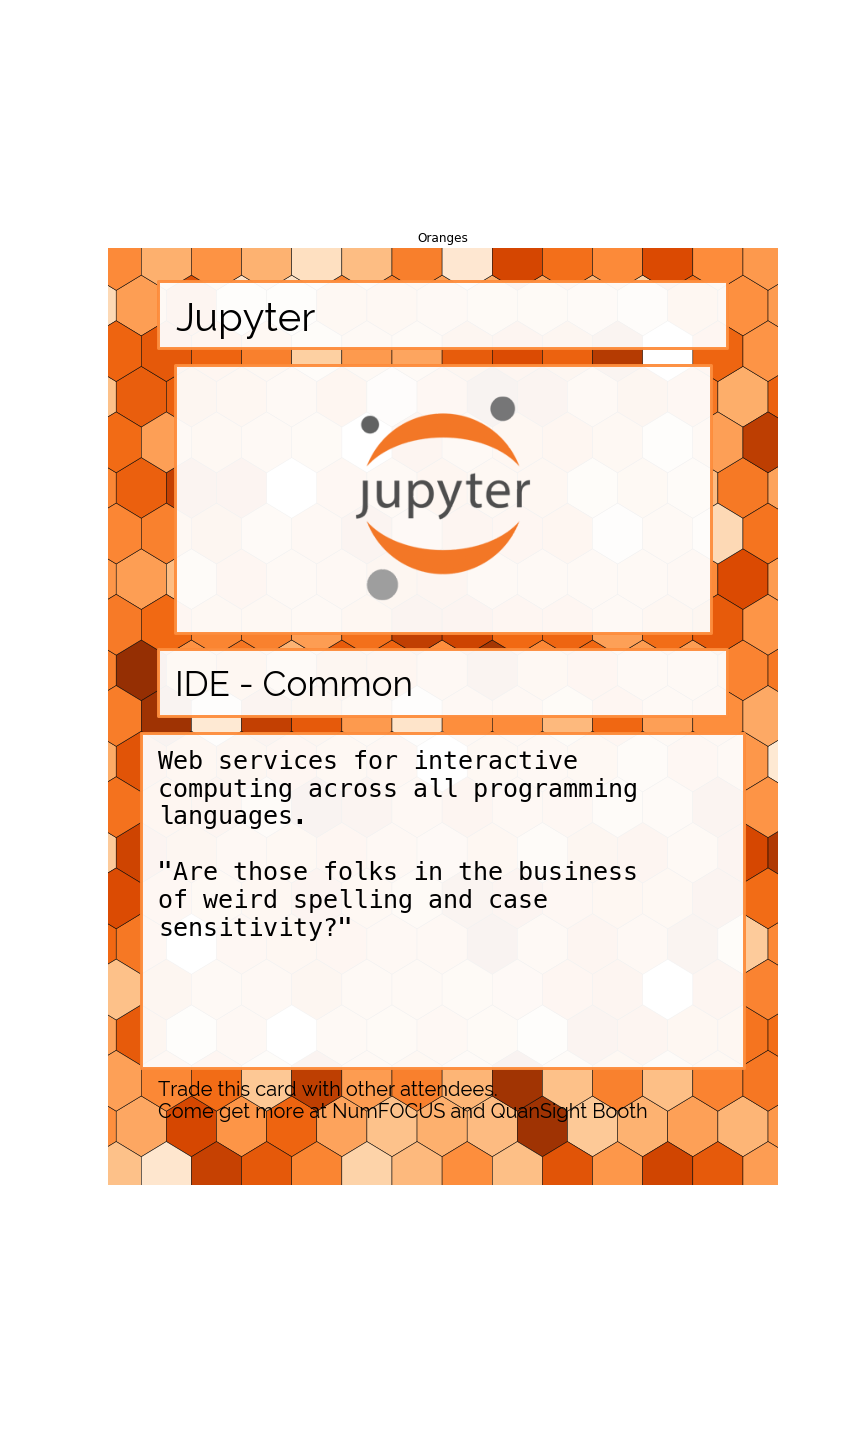 Oranges
Jupyter
jupyter
IDE - Common
Web services for interactive
computing across all programming
languages.
"Are those folks in the business
of weird spelling and case
sensitivity?"
Trade this card with other attendees.
Come get more at NumFOCUS and QuanSight Booth